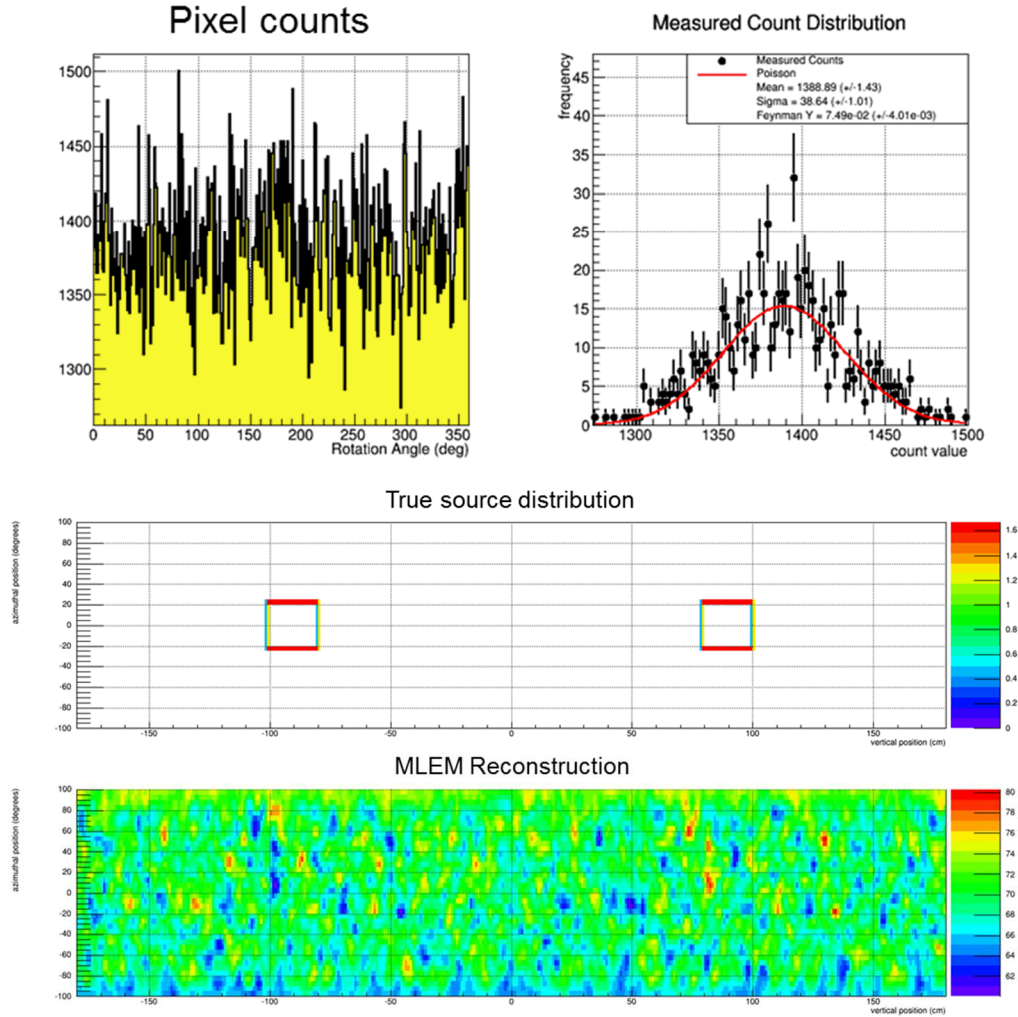 Pixel counts
1500
1450
1400
1350
1300
0 50 100 150 200 250 300 350
Rotation Angle (deg)
Measured Count Distribution
frequency
Measured Counts
Poisson
Mean = 1388.89 (+/-1.43)
Sigma = 38.64 (+/-1.01)
Feynman Y = 7.49e-02 (+/-4.01e-03)
45
40
35
30
25
20
15
10
5
0
1300 1350 1400 1450 1500
count value
True source distribution
azimuthal position (degrees)
100
80
60
40
20
0
-20
-40
-60
-80
-100
-150 -100 -50 0 50 100 150
vertical position (cm)
1.6
1.4
1.2
1
0.8
0.6
0.4
0.2
0
MLEM Reconstruction
azimuthal position (degrees)
100
80
60
40
20
0
-20
-40
-60
-80
-100
-150 -100 -50 0 50 100 150
vertical position (cm)
80
78
76
74
72
70
68
66
64
62